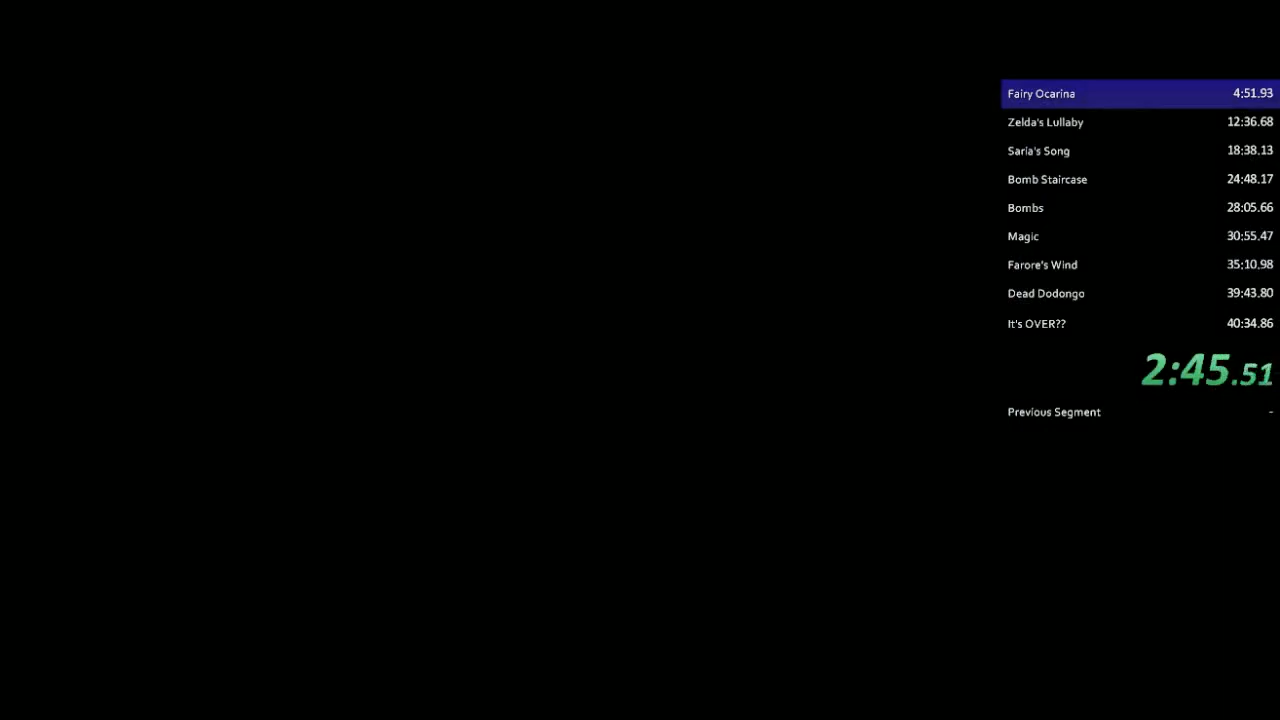 Fairy Ocarina 4:51.93
Zelda's Lullaby 12:36.68
Saria's Song 18:38.13
Bomb Staircase 24:48.17
Bombs 28:05.66
Magic 30:55.47
Farore's Wind 35:10.98
Dead Dodongo 39:43.80
It's OVER?? 40:34.86
2:45.51
Previous Segment -